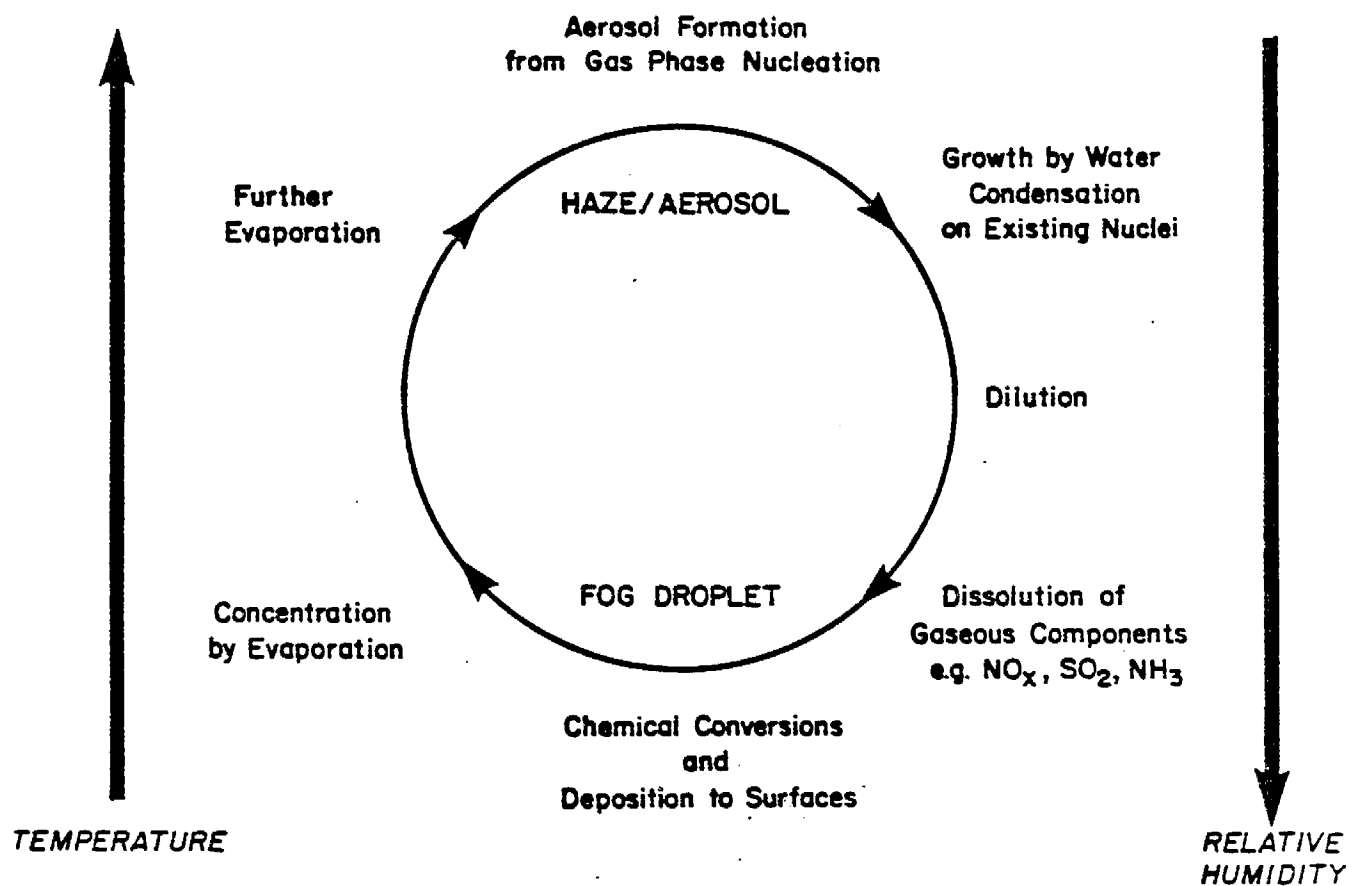 Aerosol Formation
from Gas Phase Nucleation
HAZE/AEROSOL
Growth by Water
Condensation
on Existing Nuclei
Dilution
Dissolution of
Gaseous Components
e.g. NOx, SO2, NH3
FOG DROPLET
Chemical Conversions
and
Deposition to Surfaces
Concentration
by Evaporation
Further
Evaporation
TEMPERATURE
RELATIVE
HUMIDITY